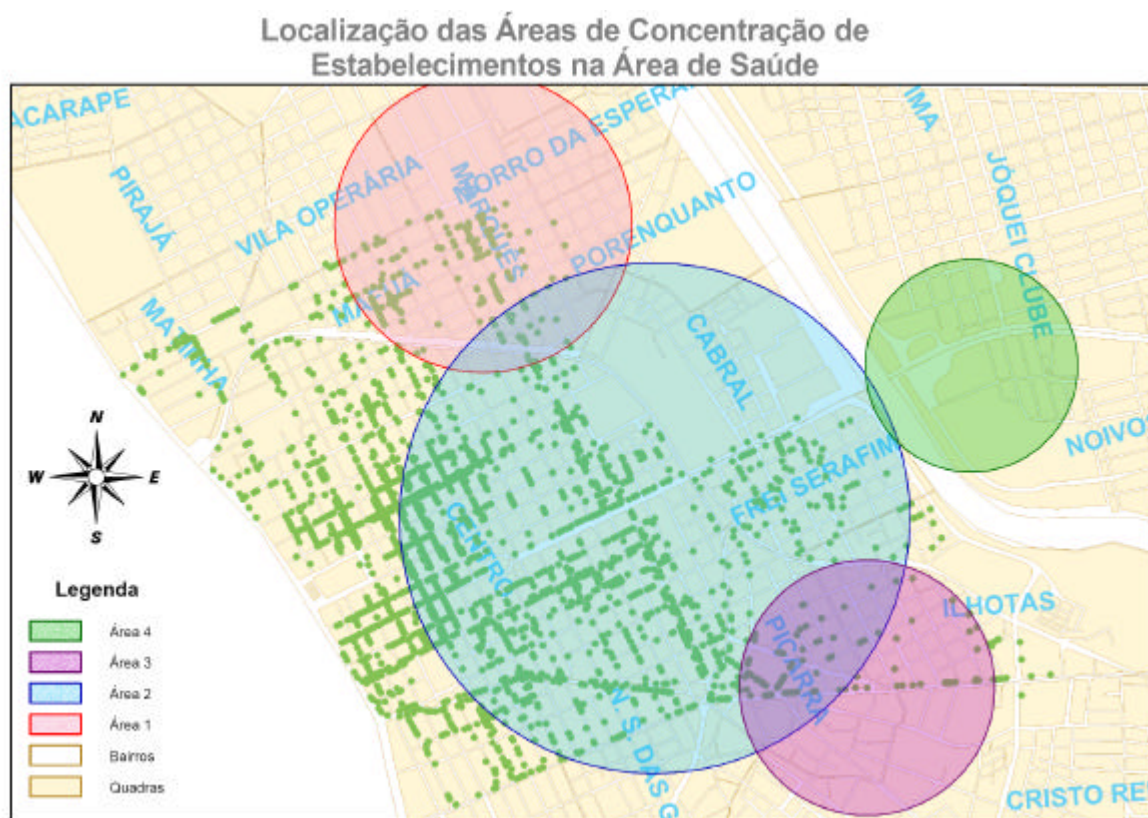 Localização das Áreas de Concentração de
Estabelecimentos na Área de Saúde
ACARAPE
PIRAJÁ
VILA OPERÁRIA
MORRO DA ESPERA
MARQUÊS
PORENQUANTO
IMA
JÓQUEI CLUBE
MAFUA
MATINHA
CABRAL
NOIVO
FREI SERAFIM
CENTRO
ILHOTAS
PIÇARRA
N. S. DAS G
CRISTO RE
N
W
E
S
Legenda
Área 4
Área 3
Área 2
Área 1
Bairros
Quadras